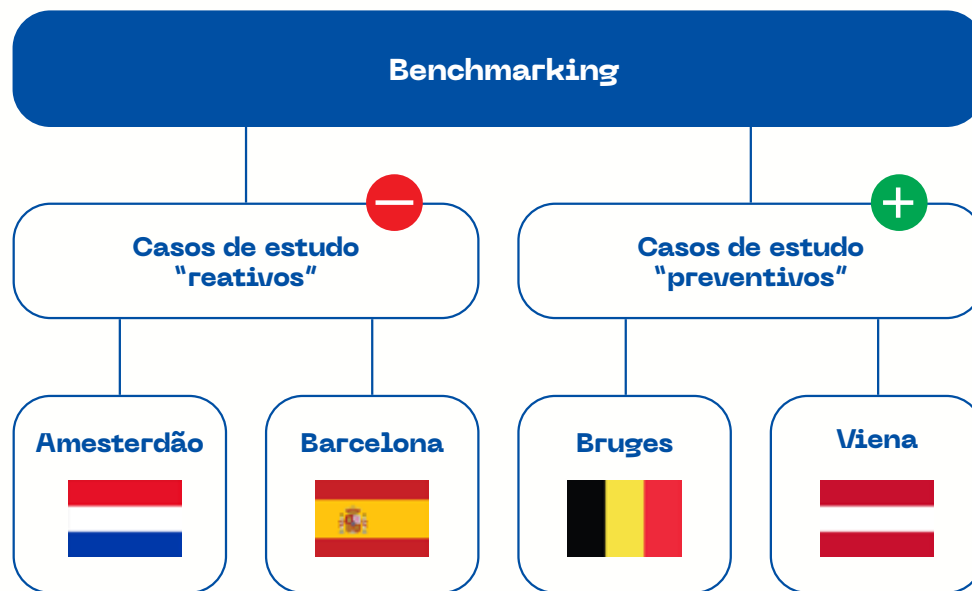 Benchmarking
Casos de estudo
"reativos"
Casos de estudo
"preventivos"
Amesterdão
Barcelona
Bruges
Viena